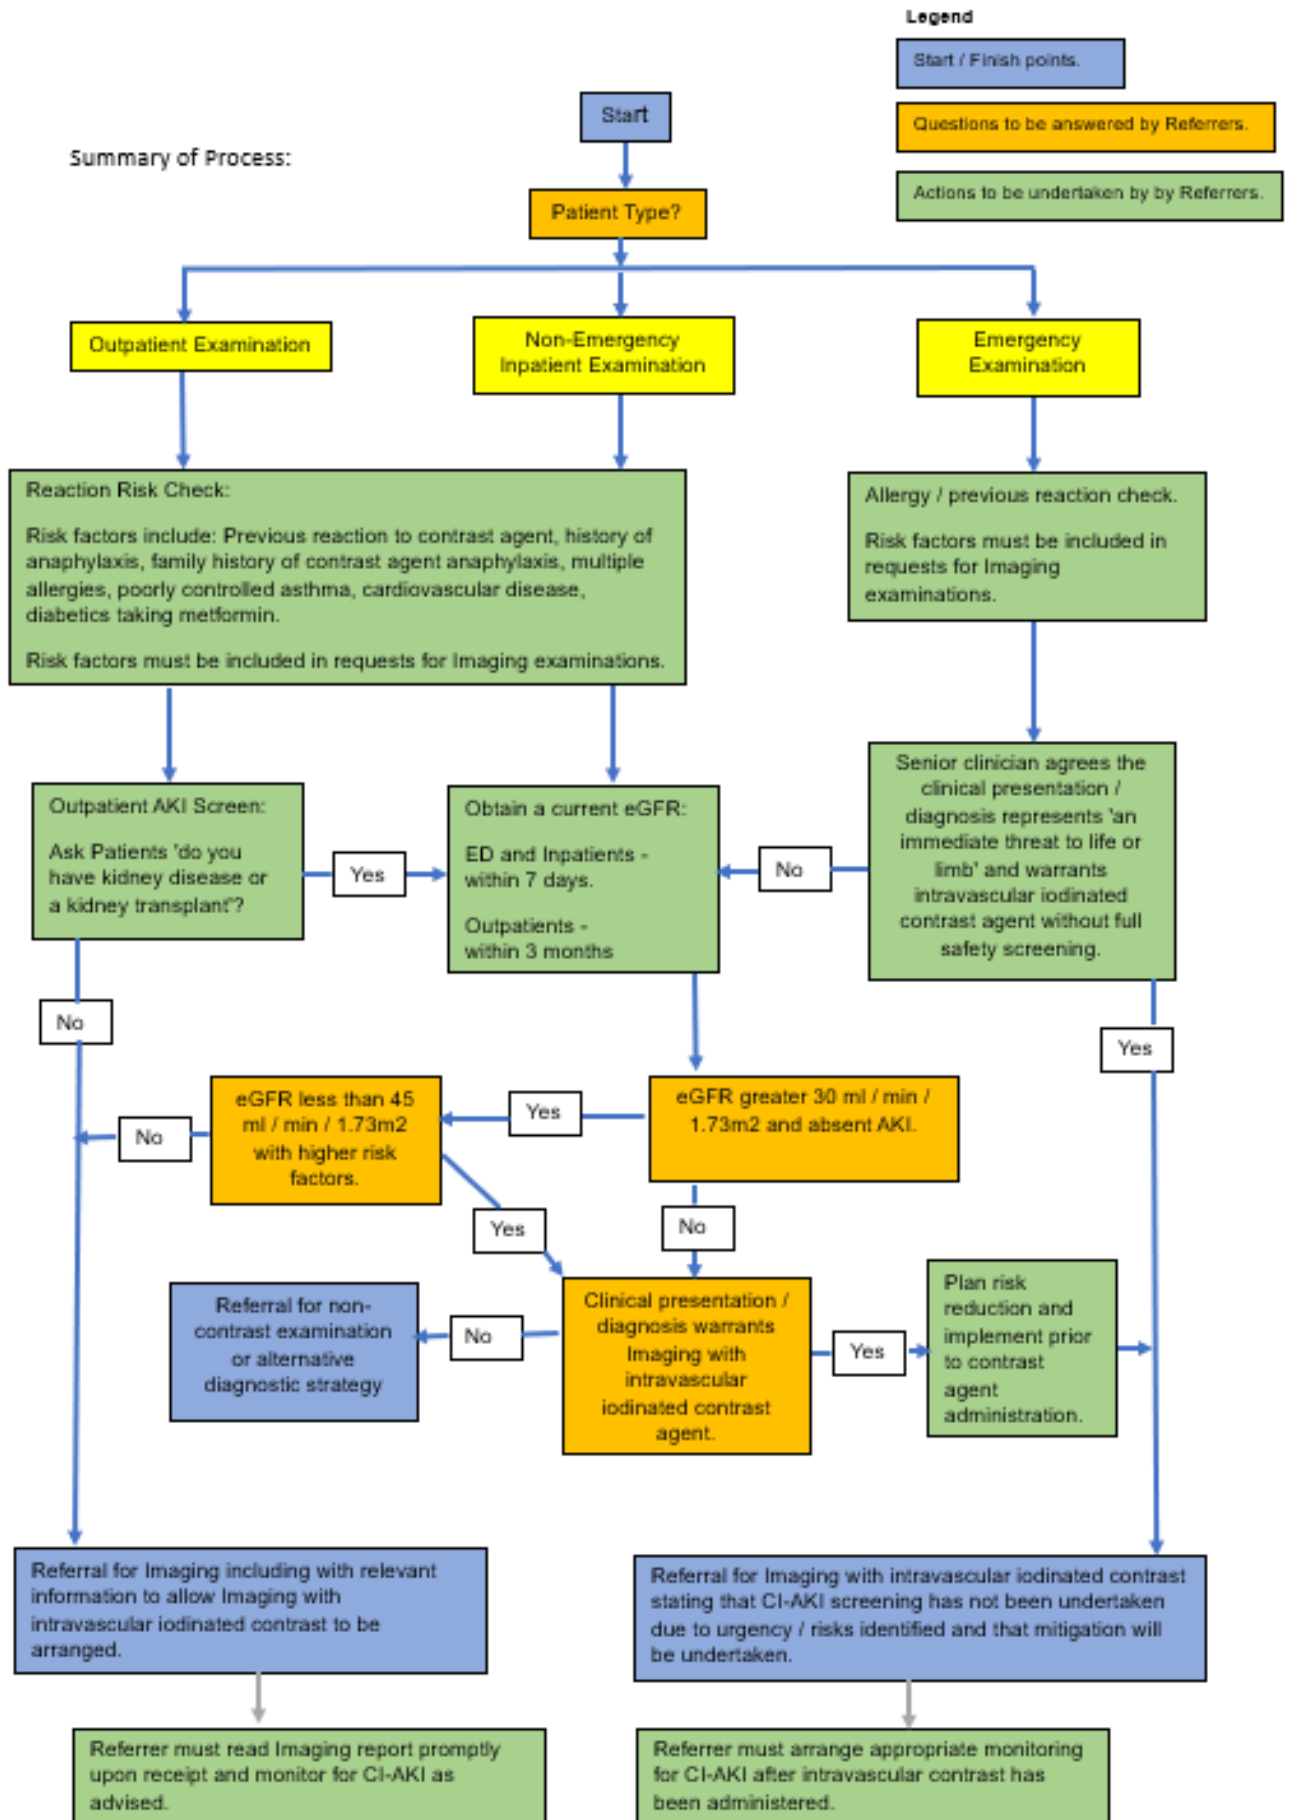 Legend
Start / Finish points.
Questions to be answered by Referrers.
Actions to be undertaken by by Referrers.
Summary of Process:
Start
Patient Type?
Outpatient Examination
Non-Emergency
Inpatient Examination
Emergency
Examination
Reaction Risk Check:
Risk factors include: Previous reaction to contrast agent, history of
anaphylaxis, family history of contrast agent anaphylaxis, multiple
allergies, poorly controlled asthma, cardiovascular disease,
diabetics taking metformin.
Risk factors must be included in requests for Imaging examinations.
Allergy / previous reaction check.
Risk factors must be included in
requests for Imaging
examinations.
Outpatient AKI Screen:
Ask Patients 'do you
have kidney disease or
a kidney transplant'?
Yes
Obtain a current eGFR:
ED and Inpatients -
within 7 days.
Outpatients -
within 3 months
No
Senior clinician agrees the
clinical presentation /
diagnosis represents 'an
immediate threat to life or
limb' and warrants
intravascular iodinated
contrast agent without full
safety screening.
No
Yes
No
eGFR less than 45
ml / min / 1.73m2
with higher risk
factors.
Yes
eGFR greater 30 ml / min /
1.73m2 and absent AKI.
Yes
No
Referral for non-
contrast examination
or alternative
diagnostic strategy
No
Clinical presentation /
diagnosis warrants
Imaging with
intravascular
iodinated contrast
agent.
Yes
Plan risk
reduction and
implement prior
to contrast
agent
administration.
Referral for Imaging including with relevant
information to allow Imaging with
intravascular iodinated contrast to be
arranged.
Referral for Imaging with intravascular iodinated contrast
stating that CI-AKI screening has not been undertaken
due to urgency / risks identified and that mitigation will
be undertaken.
Referrer must read Imaging report promptly
upon receipt and monitor for CI-AKI as
advised.
Referrer must arrange appropriate monitoring
for CI-AKI after intravascular contrast has
been administered.